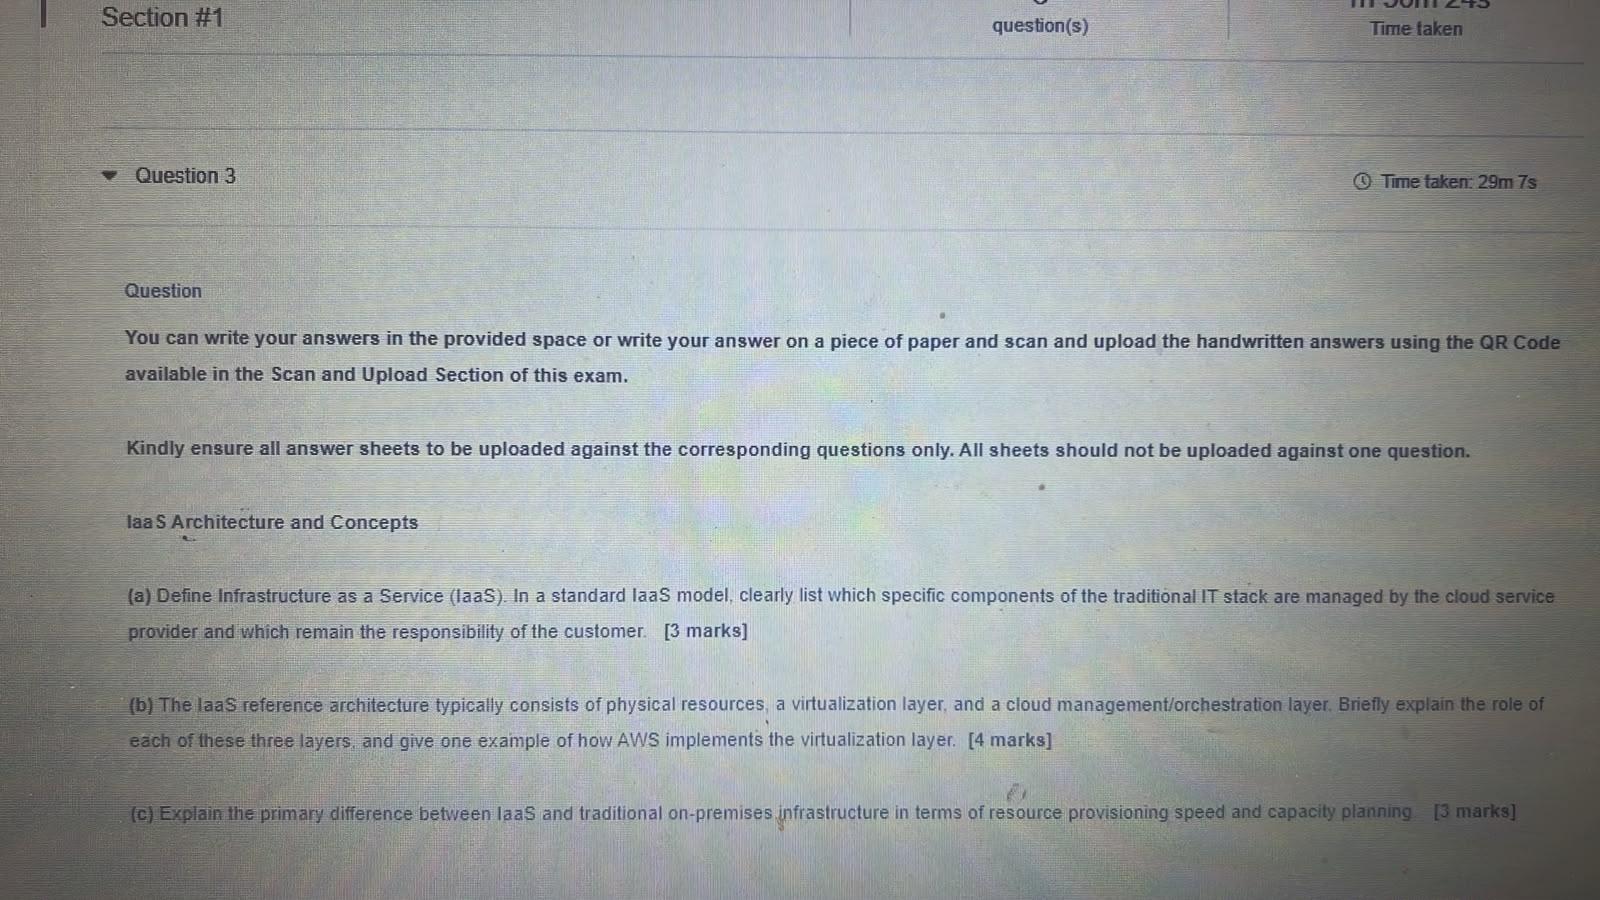 Section #1
question(s)
Time taken
Question 3
Time taken: 29m 7s
Question
You can write your answers in the provided space or write your answer on a piece of paper and scan and upload the handwritten answers using the QR Code
available in the Scan and Upload Section of this exam.
Kindly ensure all answer sheets to be uploaded against the corresponding questions only. All sheets should not be uploaded against one question.
IaaS Architecture and Concepts
(a) Define Infrastructure as a Service (IaaS). In a standard IaaS model, clearly list which specific components of the traditional IT stack are managed by the cloud service
provider and which remain the responsibility of the customer. [3 marks]
(b) The IaaS reference architecture typically consists of physical resources, a virtualization layer, and a cloud management/orchestration layer. Briefly explain the role of
each of these three layers, and give one example of how AWS implements the virtualization layer. [4 marks]
(c) Explain the primary difference between IaaS and traditional on-premises infrastructure in terms of resource provisioning speed and capacity planning [3 marks]